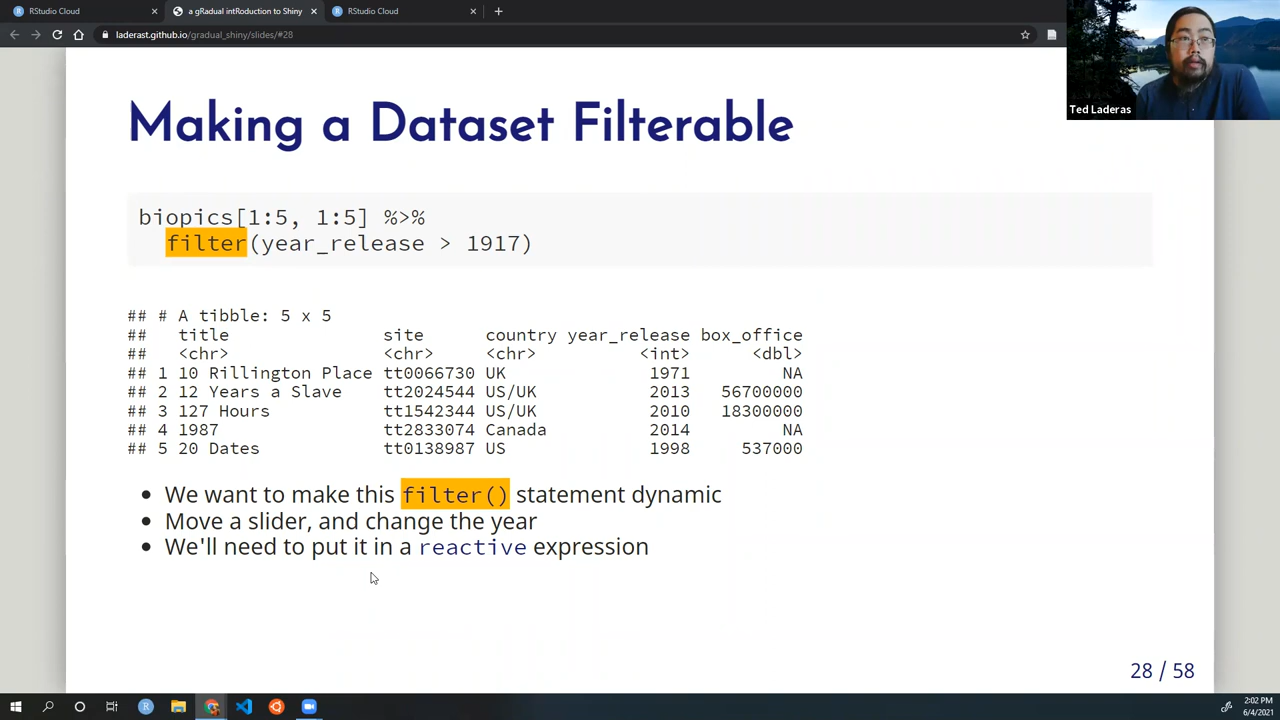 RStudio Cloud
a gRadual intRoduction to Shiny
RStudio Cloud
laderast.github.io/gradual_shiny/slides/#28
Ted Laderas
Making a Dataset Filterable
biopics[1:5, 1:5] %>%
filter(year_release > 1917)
## # A tibble: 5 x 5
## title site country year_release box_office
## <chr> <chr> <chr> <int> <dbl>
## 1 10 Rillington Place tt0066730 UK 1971 NA
## 2 12 Years a Slave tt2024544 US/UK 2013 56700000
## 3 127 Hours tt1542344 US/UK 2010 18300000
## 4 1987 tt2833074 Canada 2014 NA
## 5 20 Dates tt0138987 US 1998 537000
• We want to make this filter() statement dynamic
• Move a slider, and change the year
• We'll need to put it in a reactive expression
28 / 58
2:02 PM
6/4/2021